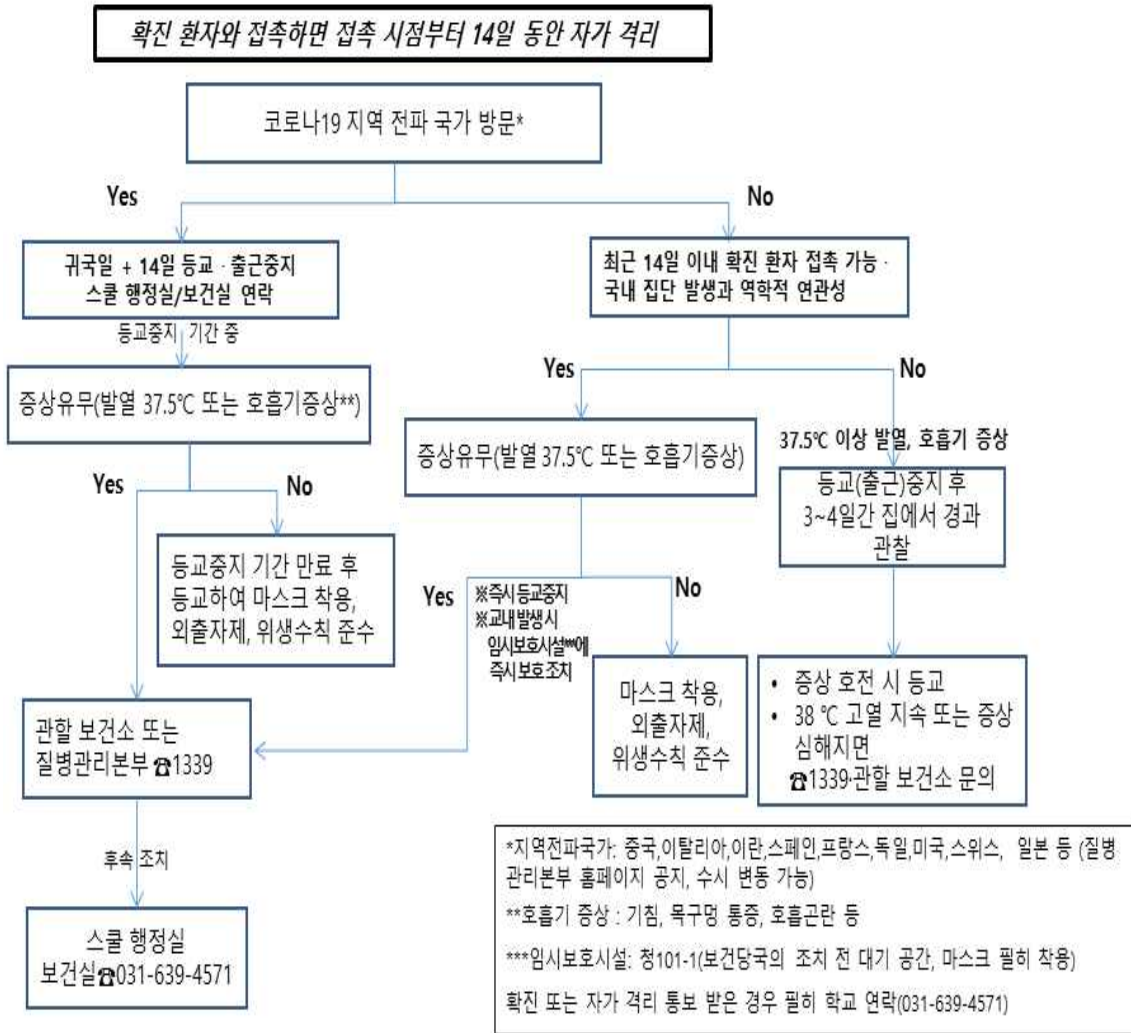 확진 환자와 접촉하면 접촉 시점부터 14일 동안 자가 격리
코로나19 지역 전파 국가 방문*
Yes
No
귀국일 + 14일 등교 · 출근중지
스쿨 행정실/보건실 연락
최근 14일 이내 확진 환자 접촉 가능 ·
국내 집단 발생과 역학적 연관성
등교중지 기간 중
Yes
No
증상유무(발열 37.5℃ 또는 호흡기증상**)
증상유무(발열 37.5℃ 또는 호흡기증상)
37.5℃ 이상 발열, 호흡기 증상
등교(출근)중지 후
3~4일간 집에서 경과
관찰
Yes
No
등교중지 기간 만료 후
등교하여 마스크 착용,
외출자제, 위생수칙 준수
Yes
※즉시 등교중지
※교내 발생 시
임시보호시설***에
즉시 보호 조치
No
마스크 착용,
외출자제,
위생수칙 준수
• 증상 호전 시 등교
• 38 ℃ 고열 지속 또는 증상
심해지면
☎1339·관할 보건소 문의
관할 보건소 또는
질병관리본부 ☎1339
후속 조치
스쿨 행정실
보건실☎031-639-4571
*지역전파국가: 중국,이탈리아,이란,스페인,프랑스,독일,미국,스위스, 일본 등 (질병
관리본부 홈페이지 공지, 수시 변동 가능)
**호흡기 증상 : 기침, 목구멍 통증, 호흡곤란 등
***임시보호시설: 청101-1(보건당국의 조치 전 대기 공간, 마스크 필히 착용)
확진 또는 자가 격리 통보 받은 경우 필히 학교 연락(031-639-4571)